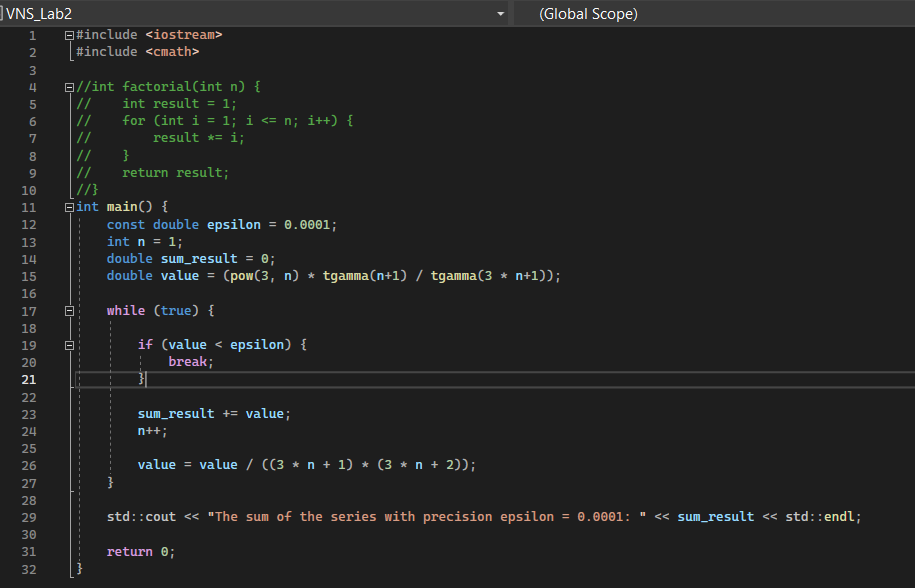 VNS_Lab2 (Global Scope)
1 #include <iostream>
2 #include <cmath>
3
4 //int factorial(int n) {
5 //    int result = 1;
6 //    for (int i = 1; i <= n; i++) {
7 //        result *= i;
8 //    }
9 //    return result;
10 //}
11 int main() {
12     const double epsilon = 0.0001;
13     int n = 1;
14     double sum_result = 0;
15     double value = (pow(3, n) * tgamma(n+1) / tgamma(3 * n+1));
16
17     while (true) {
18
19         if (value < epsilon) {
20             break;
21         }
22
23         sum_result += value;
24         n++;
25
26         value = value / ((3 * n + 1) * (3 * n + 2));
27     }
28
29     std::cout << "The sum of the series with precision epsilon = 0.0001: " << sum_result << std::endl;
30
31     return 0;
32 }